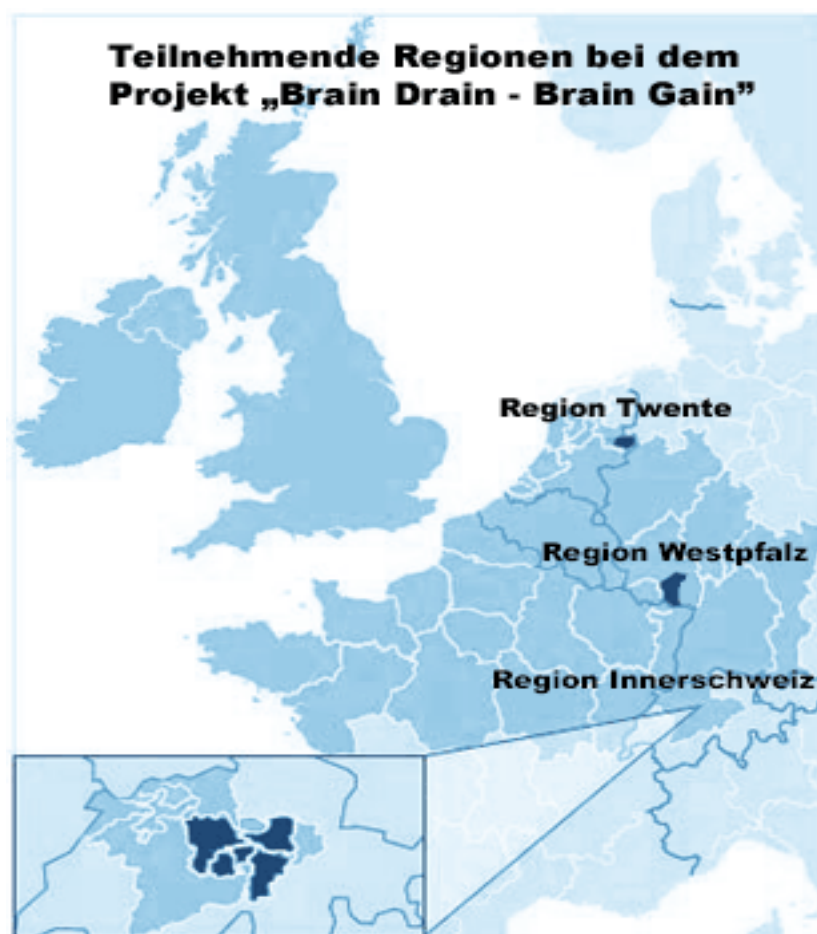 Teilnehmende Regionen bei dem
Projekt „Brain Drain - Brain Gain”
Region Twente
Region Westpfalz
Region Innerschweiz